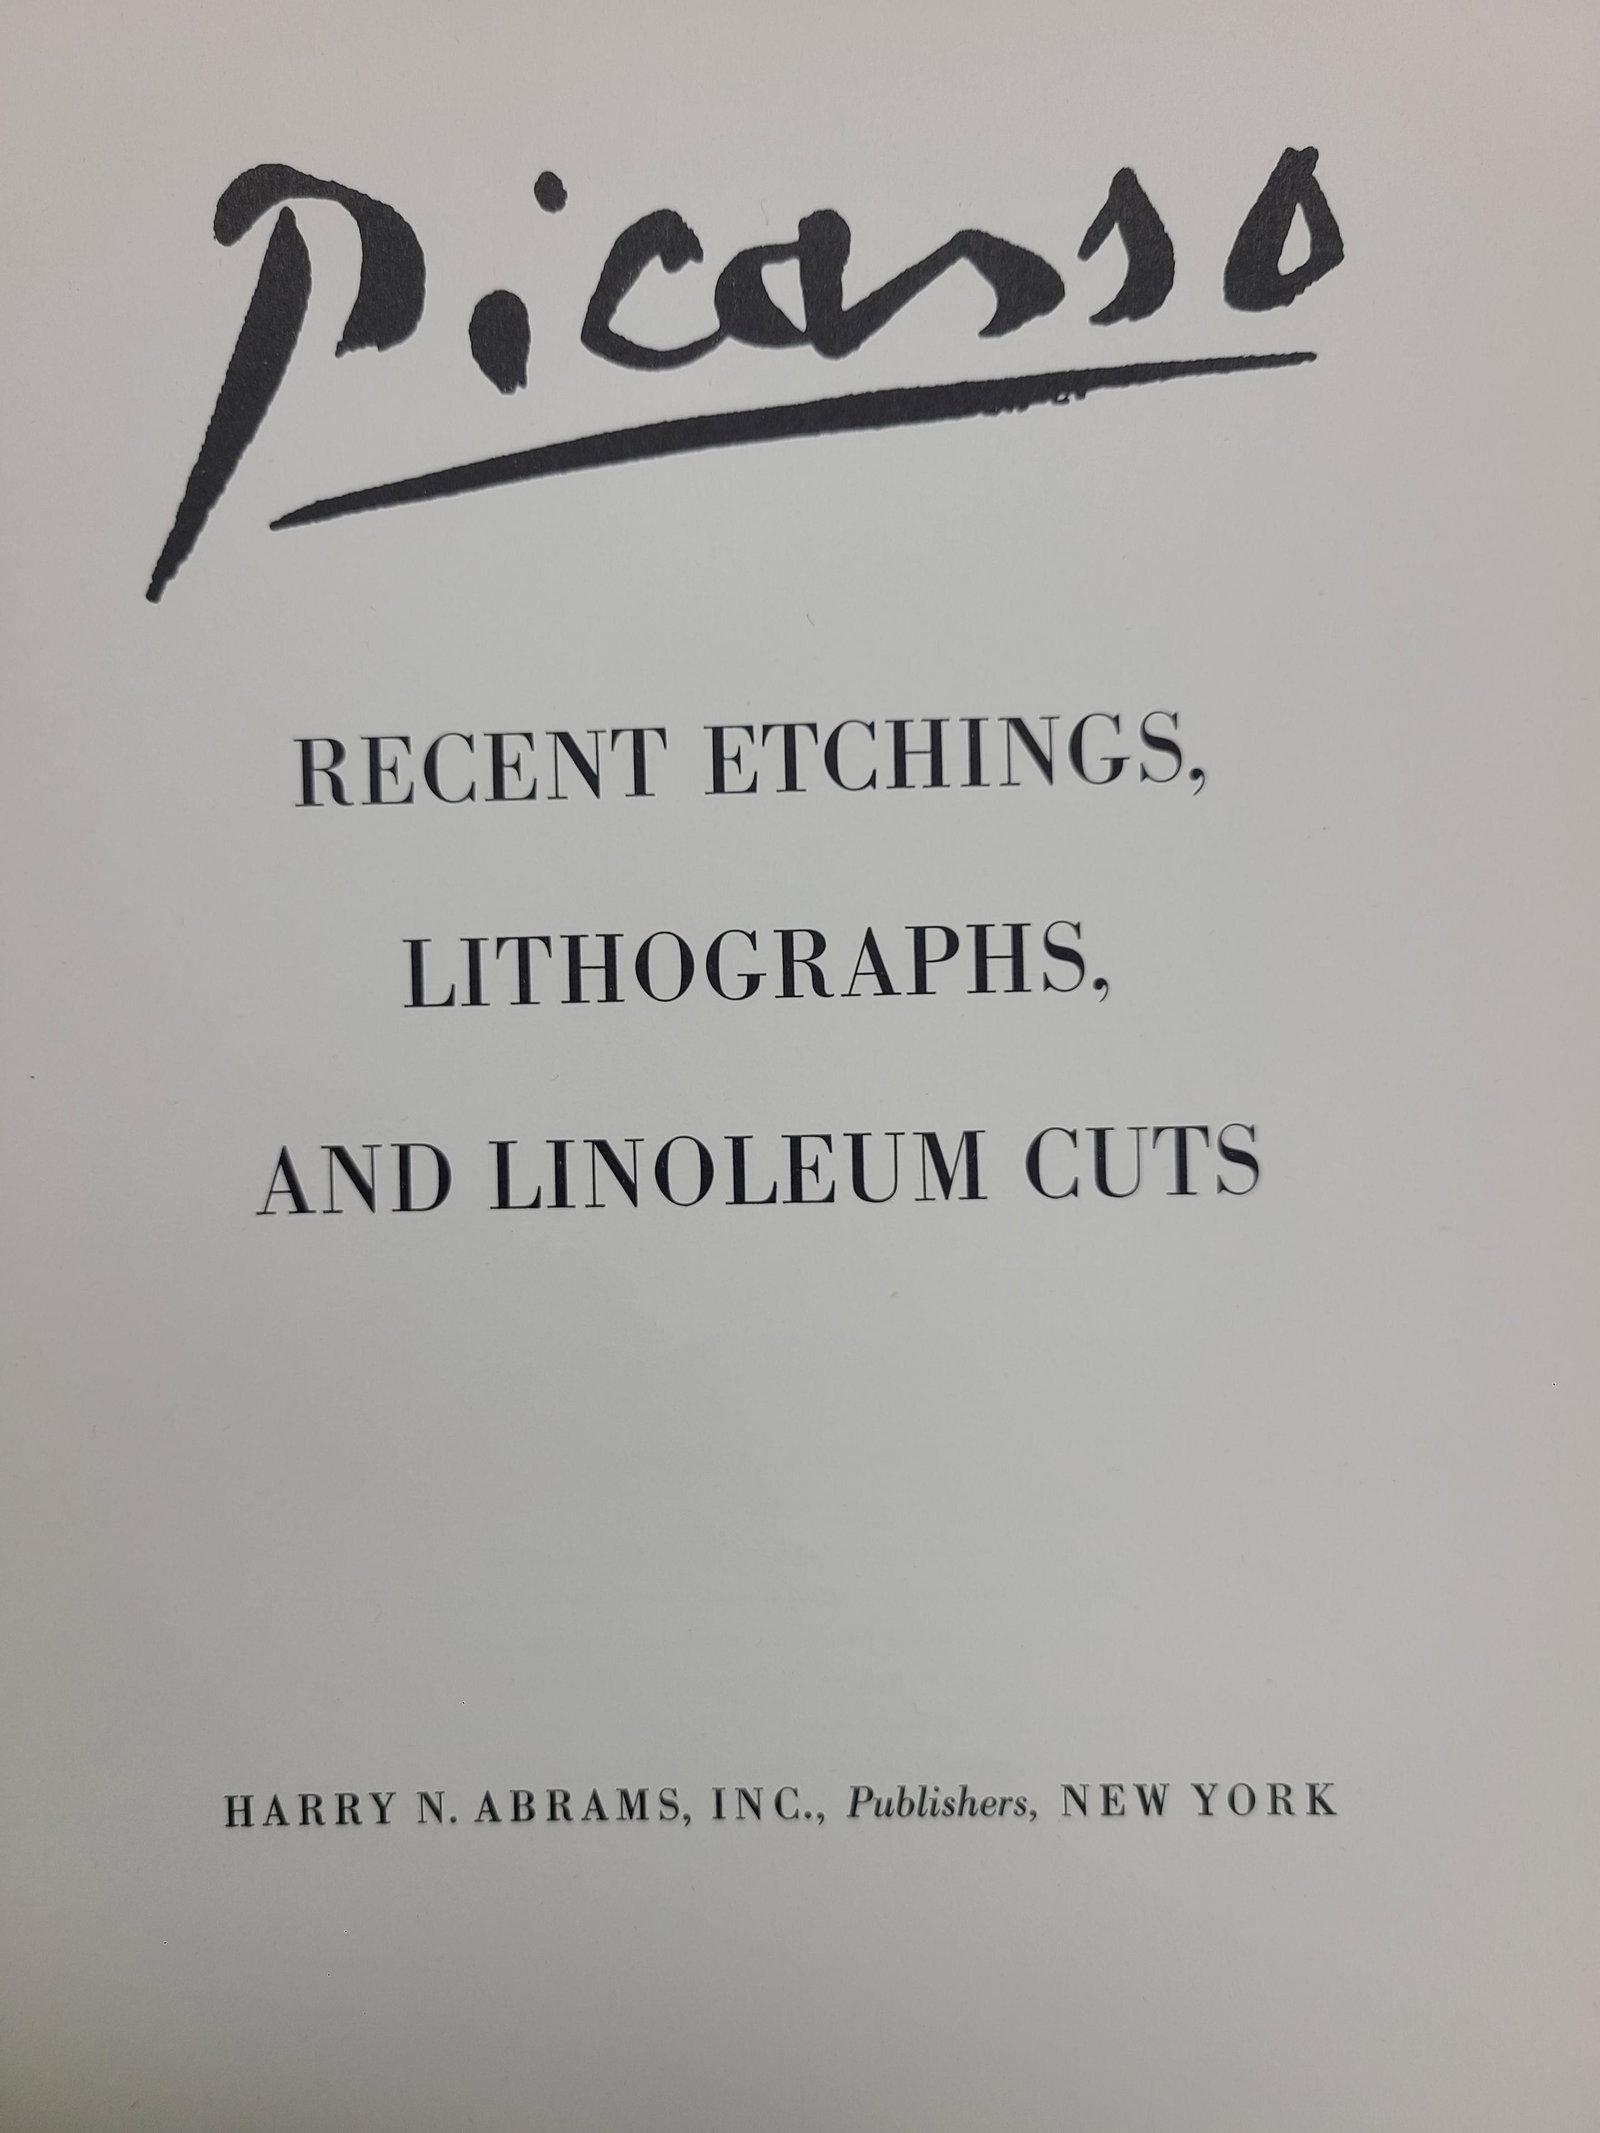 Picasso
RECENT ETCHINGS,
LITHOGRAPHS,
AND LINOLEUM CUTS
HARRY N. ABRAMS, INC., Publishers, NEW YORK